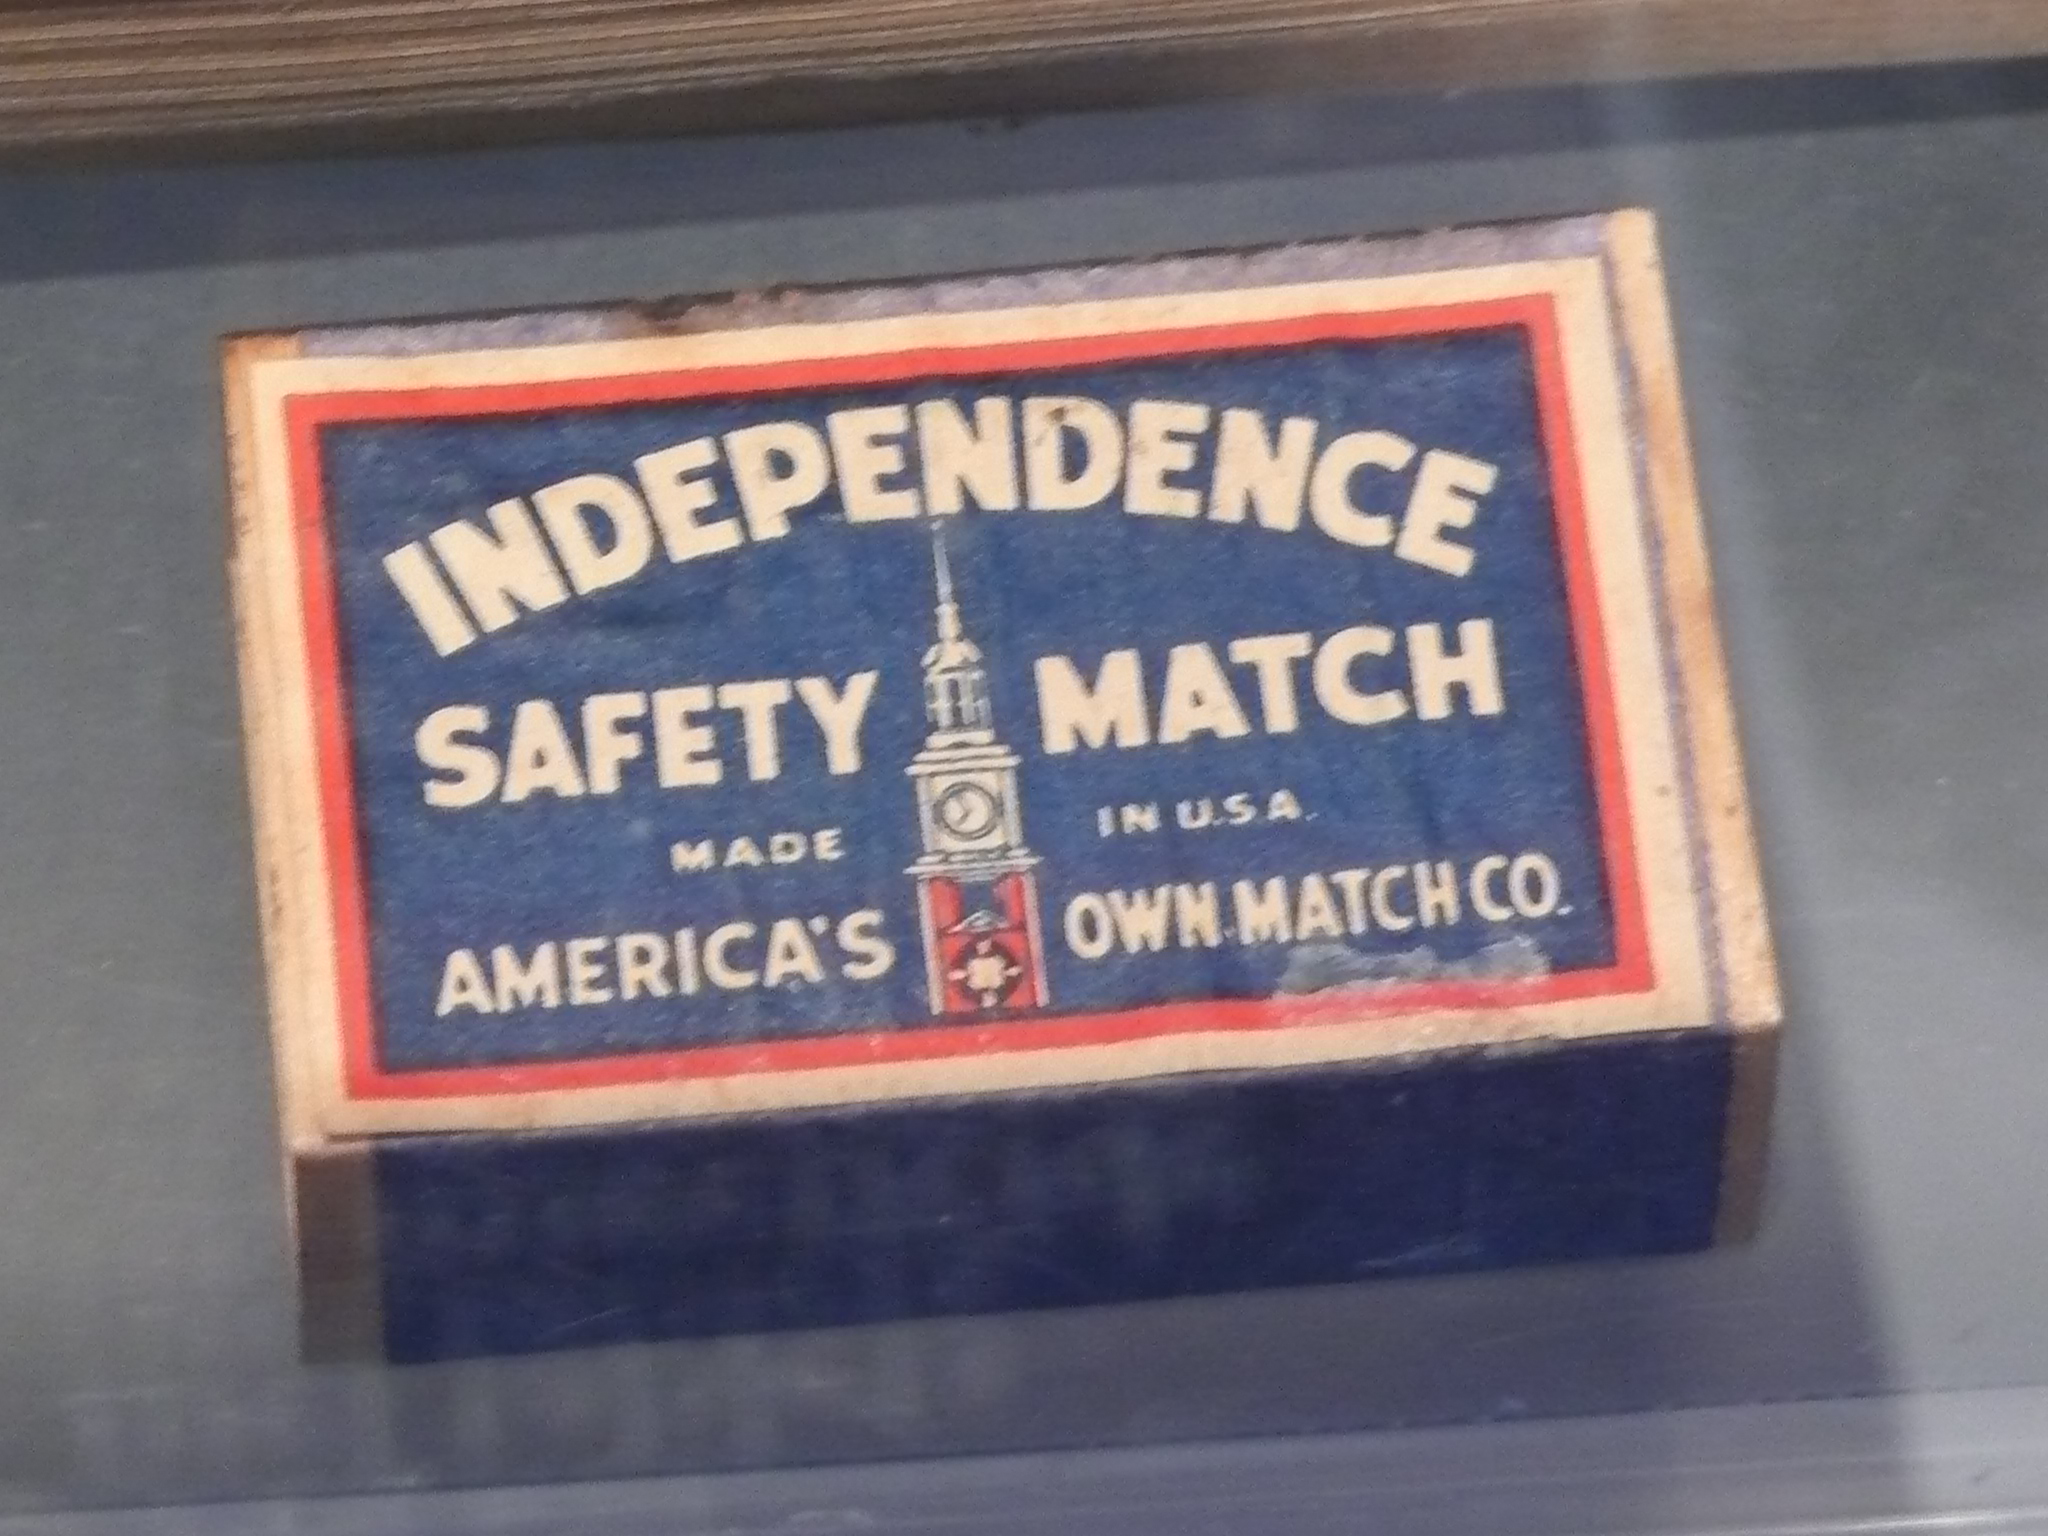 INDEPENDENCE
SAFETY MATCH
MADE IN U.S.A.
AMERICA'S OWN MATCH CO.